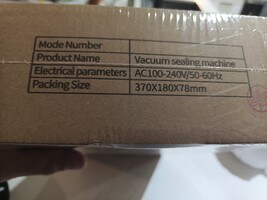 Mode Number
Product Name Vacuum sealing machine
Electrical parameters AC100-240V/50-60Hz
Packing Size 370X180X78mm